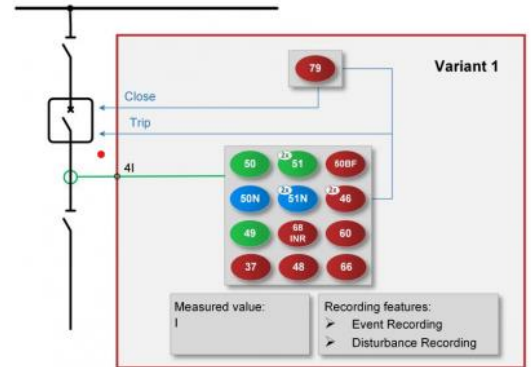 Variant 1
79
Close
Trip
4I
50
2x
51
50BF
50N
2x
51N
2x
46
49
68
INR
60
37
48
66
Measured value:
I
Recording features:
➢ Event Recording
➢ Disturbance Recording